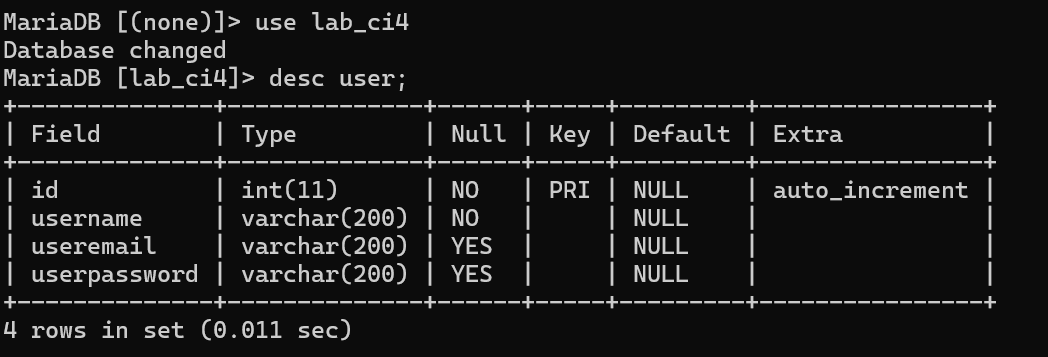 MariaDB [(none)]> use lab_ci4
Database changed
MariaDB [lab_ci4]> desc user;
+--------------+--------------+------+-----+---------+----------------+
| Field        | Type         | Null | Key | Default | Extra          |
+--------------+--------------+------+-----+---------+----------------+
| id           | int(11)      | NO   | PRI | NULL    | auto_increment |
| username     | varchar(200) | NO   |     | NULL    |                |
| useremail    | varchar(200) | YES  |     | NULL    |                |
| userpassword | varchar(200) | YES  |     | NULL    |                |
+--------------+--------------+------+-----+---------+----------------+
4 rows in set (0.011 sec)